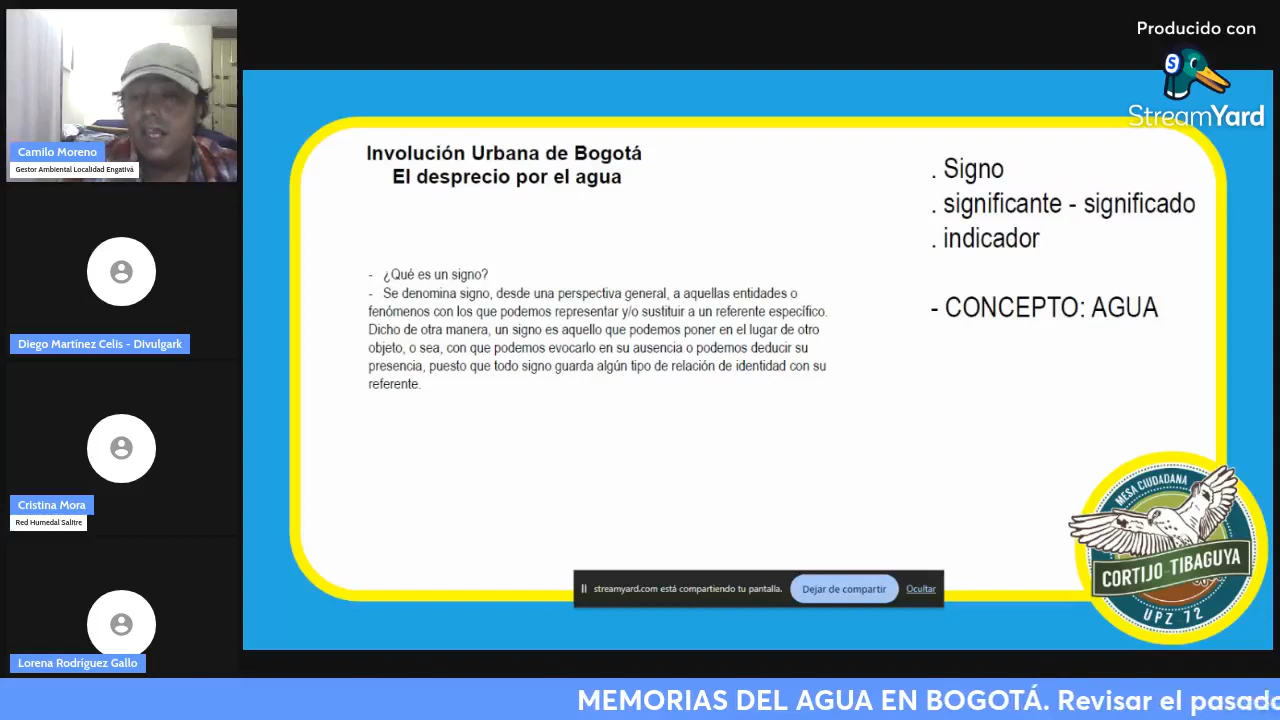 Producido con
StreamYard
Camilo Moreno
Gestor Ambiental Localidad Engativá
Diego Martínez Celis - Divulgark
Cristina Mora
Red Humedal Salitre
Lorena Rodríguez Gallo
Involución Urbana de Bogotá
El desprecio por el agua
- ¿Qué es un signo?
- Se denomina signo, desde una perspectiva general, a aquellas entidades o
fenómenos con los que podemos representar y/o sustituir a un referente específico.
Dicho de otra manera, un signo es aquello que podemos poner en el lugar de otro
objeto, o sea, con que podemos evocarlo en su ausencia o podemos deducir su
presencia, puesto que todo signo guarda algún tipo de relación de identidad con su
referente.
. Signo
. significante - significado
. indicador
- CONCEPTO: AGUA
MESA CIUDADANA
CORTIJO TIBAGUYA
UPZ 72
streamyard.com está compartiendo tu pantalla.
Dejar de compartir
Ocultar
MEMORIAS DEL AGUA EN BOGOTÁ. Revisar el pasado